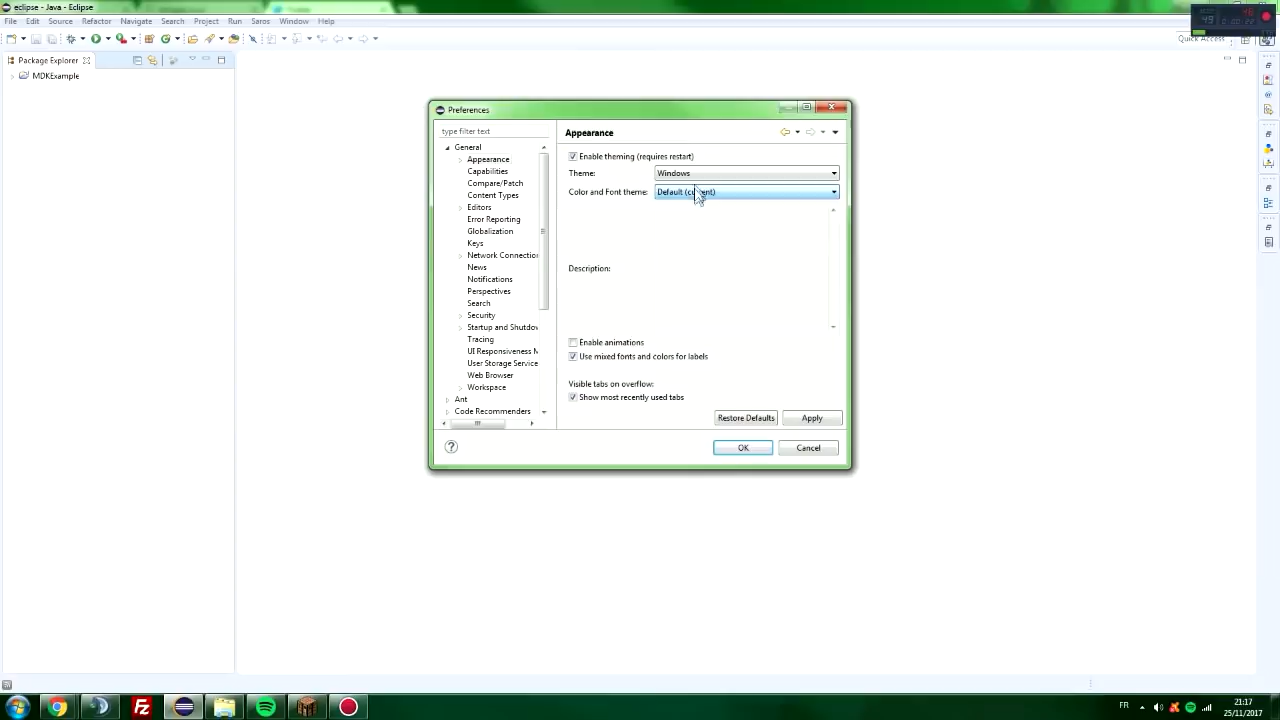 eclipse - Java - Eclipse
File Edit Source Refactor Navigate Search Project Run Saros Window Help
Quick Access
Package Explorer
MDKExample
Preferences
type filter text
Appearance
General
Appearance
Capabilities
Compare/Patch
Content Types
Editors
Error Reporting
Globalization
Keys
Network Connection
News
Notifications
Perspectives
Search
Security
Startup and Shutdow
Tracing
UI Responsiveness M
User Storage Service
Web Browser
Workspace
Ant
Code Recommenders
Enable theming (requires restart)
Theme: Windows
Color and Font theme: Default (current)
Description:
Enable animations
Use mixed fonts and colors for labels
Visible tabs on overflow:
Show most recently used tabs
Restore Defaults Apply
OK Cancel
FR
21:17
25/11/2017